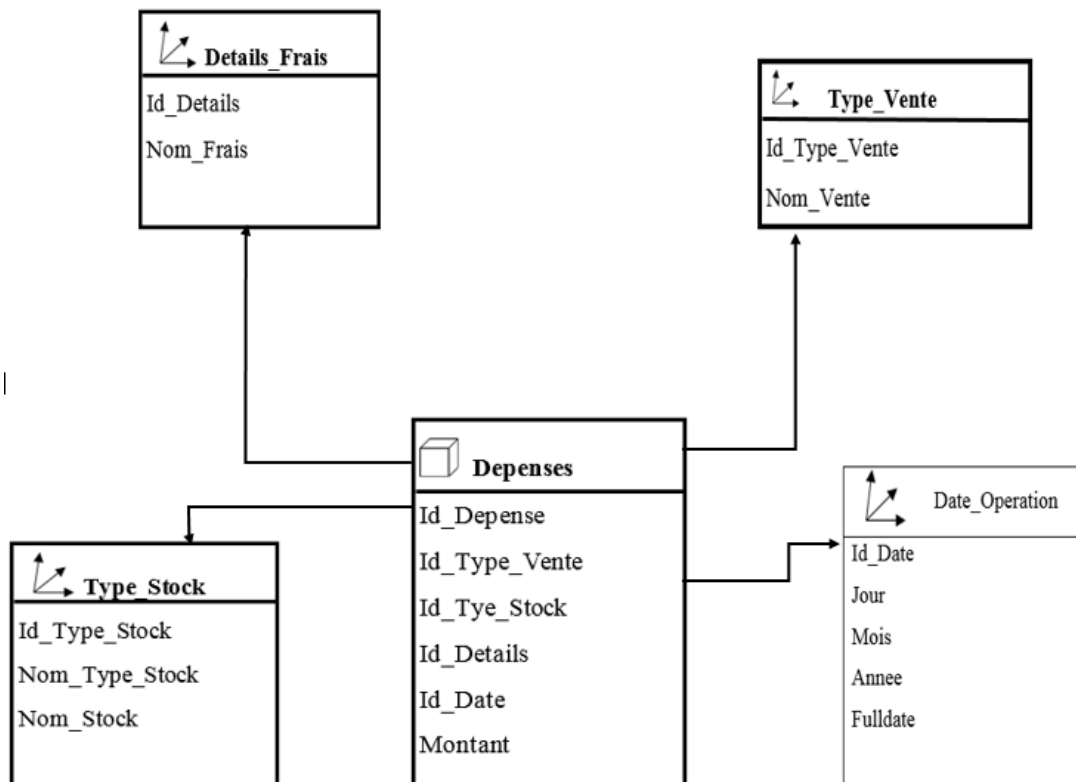 Details_Frais
Id_Details
Nom_Frais
Type_Vente
Id_Type_Vente
Nom_Vente
Depenses
Id_Depense
Id_Type_Vente
Id_Tye_Stock
Id_Details
Id_Date
Montant
Date_Operation
Id_Date
Jour
Mois
Annee
Fulldate
Type_Stock
Id_Type_Stock
Nom_Type_Stock
Nom_Stock